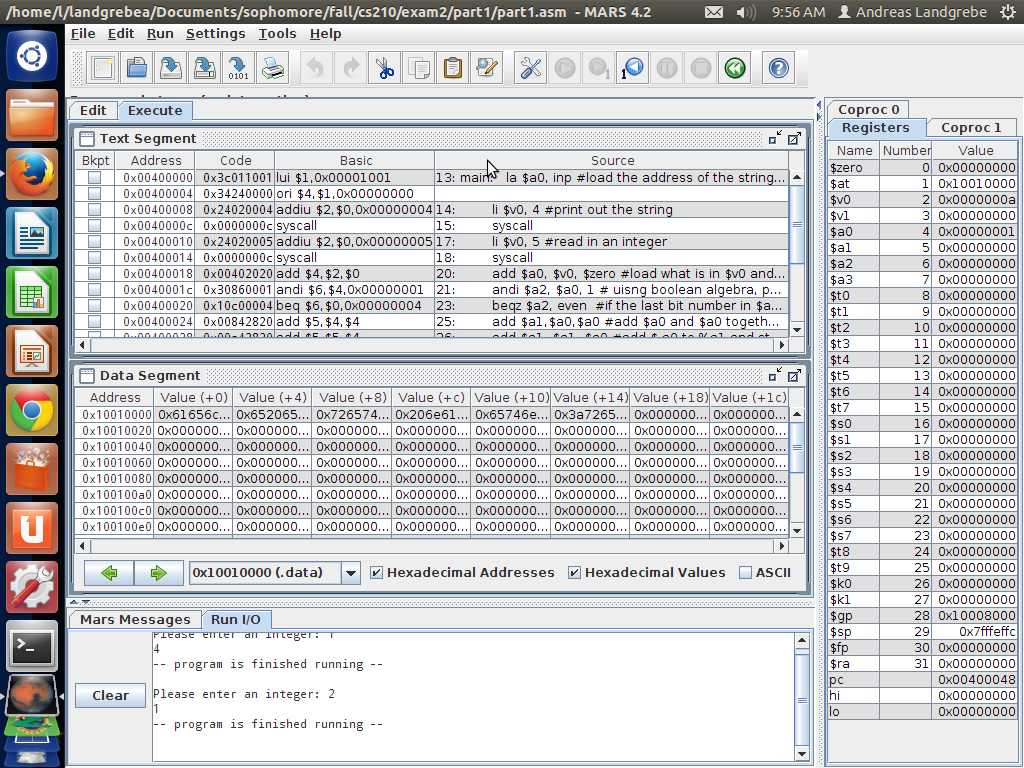 /home/l/landgrebea/Documents/sophomore/fall/cs210/exam2/part1/part1.asm - MARS 4.2
9:56 AM Andreas Landgrebe
File Edit Run Settings Tools Help
Edit Execute
Text Segment
Bkpt Address Code Basic Source
0x00400000 0x3c011001 lui $1,0x00001001 13: main: la $a0, inp #load the address of the string...
0x00400004 0x34240000 ori $4,$1,0x00000000
0x00400008 0x24020004 addiu $2,$0,0x00000004 14: li $v0, 4 #print out the string
0x0040000c 0x0000000c syscall 15: syscall
0x00400010 0x24020005 addiu $2,$0,0x00000005 17: li $v0, 5 #read in an integer
0x00400014 0x0000000c syscall 18: syscall
0x00400018 0x00402020 add $4,$2,$0 20: add $a0, $v0, $zero #load what is in $v0 and...
0x0040001c 0x30860001 andi $6,$4,0x00000001 21: andi $a2, $a0, 1 # uisng boolean algebra, p...
0x00400020 0x10c00004 beq $6,$0,0x00000004 23: beqz $a2, even #if the last bit number in $a...
0x00400024 0x00842820 add $5,$4,$4 25: add $a1,$a0,$a0 #add $a0 and $a0 togeth...
Data Segment
Address Value (+0) Value (+4) Value (+8) Value (+c) Value (+10) Value (+14) Value (+18) Value (+1c)
0x10010000 0x61656c... 0x652065... 0x726574... 0x206e61... 0x65746e... 0x3a7265... 0x000000... 0x000000...
0x10010020 0x000000... 0x000000... 0x000000... 0x000000... 0x000000... 0x000000... 0x000000... 0x000000...
0x10010040 0x000000... 0x000000... 0x000000... 0x000000... 0x000000... 0x000000... 0x000000... 0x000000...
0x10010060 0x000000... 0x000000... 0x000000... 0x000000... 0x000000... 0x000000... 0x000000... 0x000000...
0x10010080 0x000000... 0x000000... 0x000000... 0x000000... 0x000000... 0x000000... 0x000000... 0x000000...
0x100100a0 0x000000... 0x000000... 0x000000... 0x000000... 0x000000... 0x000000... 0x000000... 0x000000...
0x100100c0 0x000000... 0x000000... 0x000000... 0x000000... 0x000000... 0x000000... 0x000000... 0x000000...
0x100100e0 0x000000... 0x000000... 0x000000... 0x000000... 0x000000... 0x000000... 0x000000... 0x000000...
0x10010000 (.data) Hexadecimal Addresses Hexadecimal Values ASCII
Mars Messages Run I/O
Clear
Please enter an integer: 1
4
-- program is finished running --
Please enter an integer: 2
1
-- program is finished running --
Coproc 0
Registers Coproc 1
Name Number Value
$zero 0 0x00000000
$at 1 0x10010000
$v0 2 0x0000000a
$v1 3 0x00000000
$a0 4 0x00000001
$a1 5 0x00000000
$a2 6 0x00000000
$a3 7 0x00000000
$t0 8 0x00000000
$t1 9 0x00000000
$t2 10 0x00000000
$t3 11 0x00000000
$t4 12 0x00000000
$t5 13 0x00000000
$t6 14 0x00000000
$t7 15 0x00000000
$s0 16 0x00000000
$s1 17 0x00000000
$s2 18 0x00000000
$s3 19 0x00000000
$s4 20 0x00000000
$s5 21 0x00000000
$s6 22 0x00000000
$s7 23 0x00000000
$t8 24 0x00000000
$t9 25 0x00000000
$k0 26 0x00000000
$k1 27 0x00000000
$gp 28 0x10008000
$sp 29 0x7fffeffc
$fp 30 0x00000000
$ra 31 0x00000000
pc 0x00400048
hi 0x00000000
lo 0x00000000